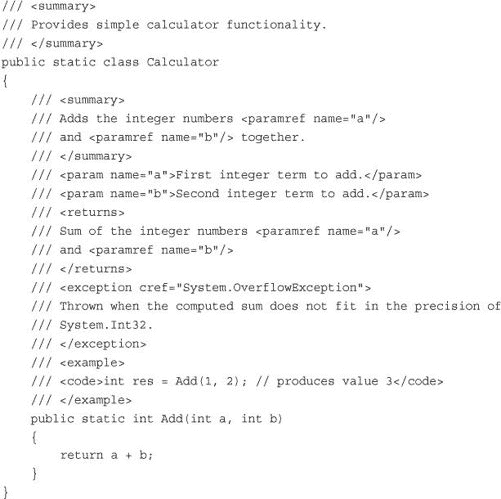 /// <summary>
/// Provides simple calculator functionality.
/// </summary>
public static class Calculator
{
    /// <summary>
    /// Adds the integer numbers <paramref name="a"/>
    /// and <paramref name="b"/> together.
    /// </summary>
    /// <param name="a">First integer term to add.</param>
    /// <param name="b">Second integer term to add.</param>
    /// <returns>
    /// Sum of the integer numbers <paramref name="a"/>
    /// and <paramref name="b"/>
    /// </returns>
    /// <exception cref="System.OverflowException">
    /// Thrown when the computed sum does not fit in the precision of
    /// System.Int32.
    /// </exception>
    /// <example>
    /// <code>int res = Add(1, 2); // produces value 3</code>
    /// </example>
    public static int Add(int a, int b)
    {
        return a + b;
    }
}